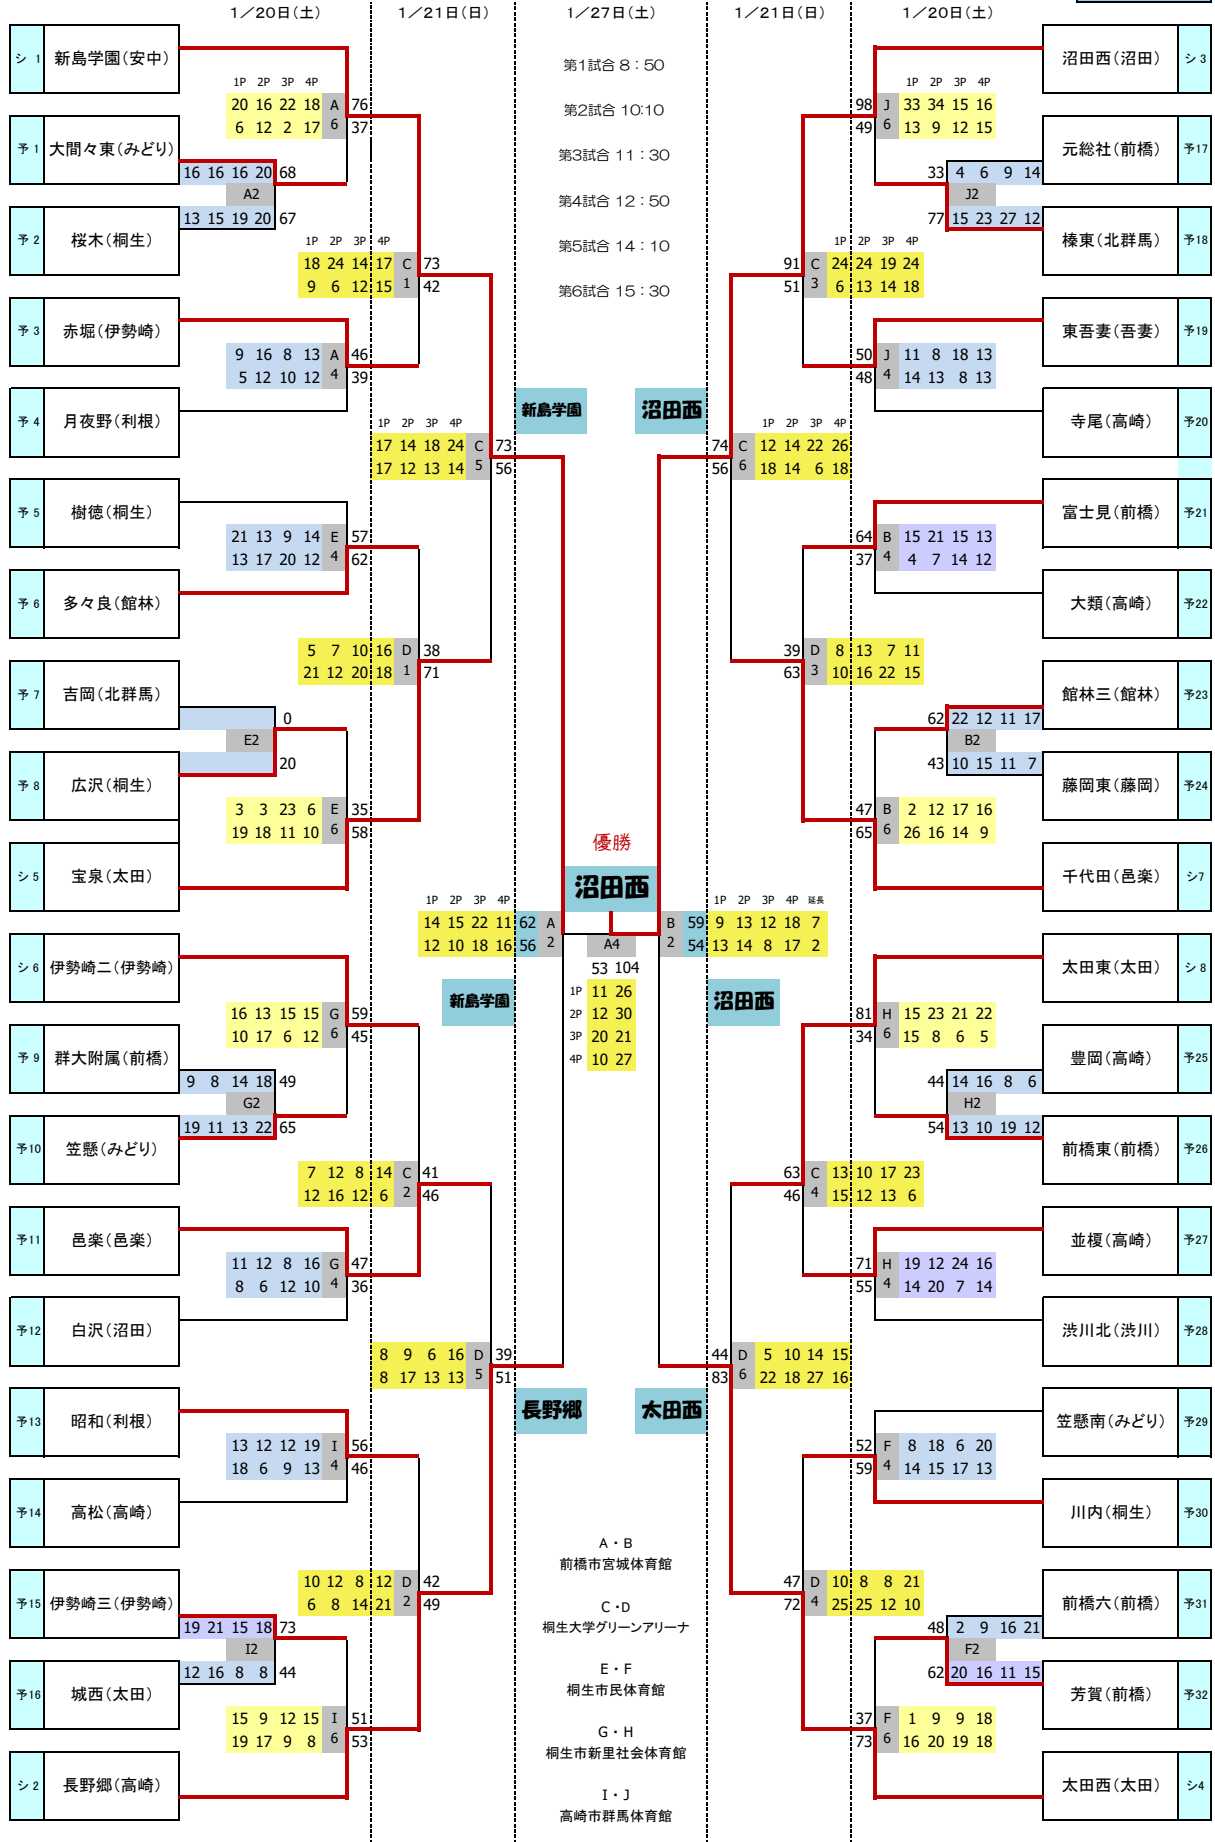 1／20日(土)　1／21日(日)　1／27日(土)　1／21日(日)　1／20日(土)
シ 1 新島学園(安中)
1P 2P 3P 4P
20 16 22 18 A 76
6 12 2 17 6 37
予 1 大間々東(みどり)
16 16 16 20 68
A2
13 15 19 20 67
予 2 桜木(桐生)
1P 2P 3P 4P
18 24 14 17 C 73
9 6 12 15 1 42
予 3 赤堀(伊勢崎)
9 16 8 13 A 46
5 12 10 12 4 39
予 4 月夜野(利根)
1P 2P 3P 4P
17 14 18 24 C 73
17 12 13 14 5 56
予 5 樹徳(桐生)
21 13 9 14 E 57
13 17 20 12 4 62
予 6 多々良(館林)
5 7 10 16 D 38
21 12 20 18 1 71
予 7 吉岡(北群馬)
0
E2
20
予 8 広沢(桐生)
3 3 23 6 E 35
19 18 11 10 6 58
シ 5 宝泉(太田)
1P 2P 3P 4P
14 15 22 11 62 A
12 10 18 16 56 2
シ 6 伊勢崎二(伊勢崎)
16 13 15 15 G 59
10 17 6 12 6 45
予 9 群大附属(前橋)
9 8 14 18 49
G2
19 11 13 22 65
予10 笠懸(みどり)
7 12 8 14 C 41
12 16 12 6 2 46
予11 邑楽(邑楽)
11 12 8 16 G 47
8 6 12 10 4 36
予12 白沢(沼田)
8 9 6 16 D 39
8 17 13 13 5 51
予13 昭和(利根)
13 12 12 19 I 56
18 6 9 13 4 46
予14 高松(高崎)
10 12 8 12 D 42
6 8 14 21 2 49
予15 伊勢崎三(伊勢崎)
19 21 15 18 73
I2
12 16 8 8 44
予16 城西(太田)
15 9 12 15 I 51
19 17 9 8 6 53
シ 2 長野郷(高崎)
第1試合 8：50
第2試合 10:10
第3試合 11：30
第4試合 12：50
第5試合 14：10
第6試合 15：30
新島学園 沼田西
優勝
沼田西
A4
53 104
1P 11 26
2P 12 30
3P 20 21
4P 10 27
新島学園 沼田西
長野郷 太田西
A・B
前橋市宮城体育館
C・D
桐生大学グリーンアリーナ
E・F
桐生市民体育館
G・H
桐生市新里社会体育館
I・J
高崎市群馬体育館
沼田西(沼田) シ 3
1P 2P 3P 4P
98 J 33 34 15 16
49 6 13 9 12 15
元総社(前橋) 予17
33 4 6 9 14
J2
77 15 23 27 12
榛東(北群馬) 予18
1P 2P 3P 4P
91 C 24 24 19 24
51 3 6 13 14 18
東吾妻(吾妻) 予19
50 J 11 8 18 13
48 4 14 13 8 13
寺尾(高崎) 予20
1P 2P 3P 4P
74 C 12 14 22 26
56 6 18 14 6 18
富士見(前橋) 予21
64 B 15 21 15 13
37 4 4 7 14 12
大類(高崎) 予22
39 D 8 13 7 11
63 3 10 16 22 15
館林三(館林) 予23
62 22 12 11 17
B2
43 10 15 11 7
藤岡東(藤岡) 予24
47 B 2 12 17 16
65 6 26 16 14 9
千代田(邑楽) シ7
1P 2P 3P 4P 延長
B 59 9 13 12 18 7
2 54 13 14 8 17 2
太田東(太田) シ 8
81 H 15 23 21 22
34 6 15 8 6 5
豊岡(高崎) 予25
44 14 16 8 6
H2
54 13 10 19 12
前橋東(前橋) 予26
63 C 13 10 17 23
46 4 15 12 13 6
並榎(高崎) 予27
71 H 19 12 24 16
55 4 14 20 7 14
渋川北(渋川) 予28
44 D 5 10 14 15
83 6 22 18 27 16
笠懸南(みどり) 予29
52 F 8 18 6 20
59 4 14 15 17 13
川内(桐生) 予30
47 D 10 8 8 21
72 4 25 25 12 10
前橋六(前橋) 予31
48 2 9 16 21
F2
62 20 16 11 15
芳賀(前橋) 予32
37 F 1 9 9 18
73 6 16 20 19 18
太田西(太田) シ4